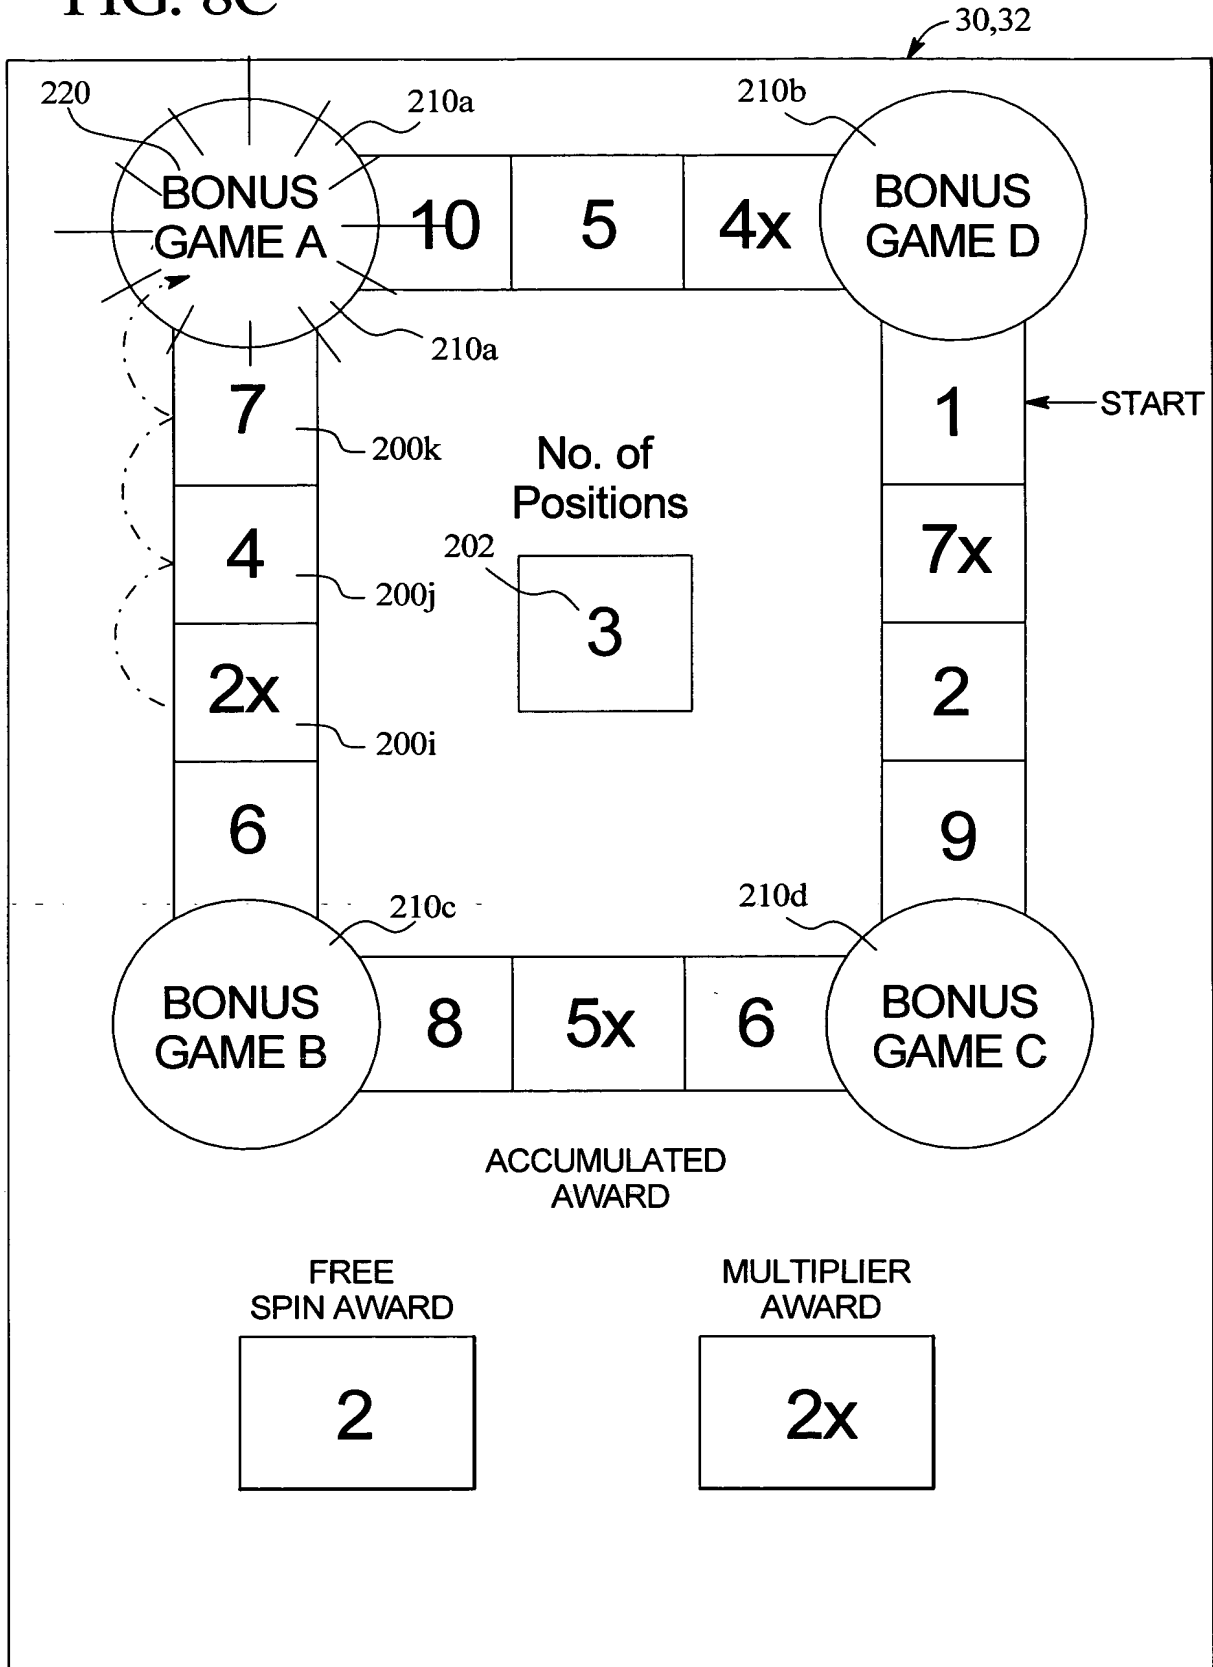 FIG. 8C
30,32
220
210a
210b
BONUS
GAME A
10
5
4x
BONUS
GAME D
210a
7
200k
1
START
No. of
Positions
4
200j
202
3
7x
2x
200i
2
6
9
210c
210d
BONUS
GAME B
8
5x
6
BONUS
GAME C
ACCUMULATED
AWARD
FREE
SPIN AWARD
MULTIPLIER
AWARD
2
2x